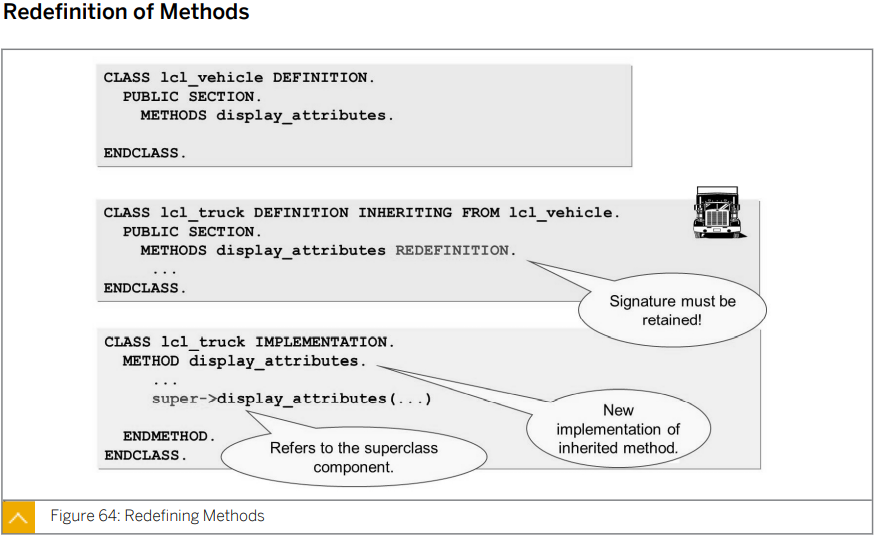 Redefinition of Methods
CLASS lcl_vehicle DEFINITION.
PUBLIC SECTION.
METHODS display_attributes.
ENDCLASS.
CLASS lcl_truck DEFINITION INHERITING FROM lcl_vehicle.
PUBLIC SECTION.
METHODS display_attributes REDEFINITION.
...
ENDCLASS.
Signature must be
retained!
CLASS lcl_truck IMPLEMENTATION.
METHOD display_attributes.
...
super->display_attributes(...)
ENDMETHOD.
ENDCLASS.
New
implementation of
inherited method.
Refers to the superclass
component.
Figure 64: Redefining Methods